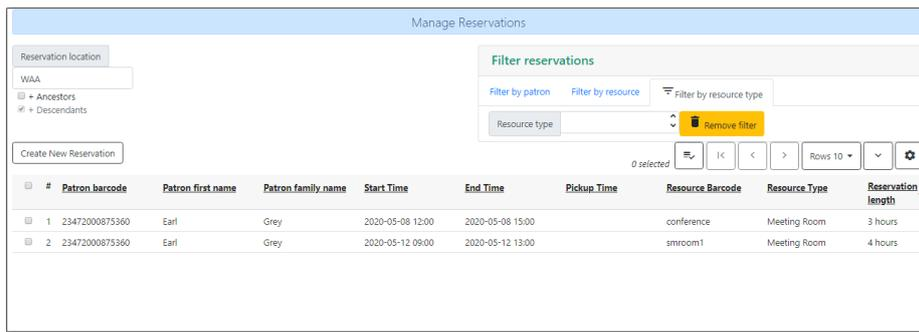 Manage Reservations
Reservation location
WAA
+ Ancestors
+ Descendants
Filter reservations
Filter by patron Filter by resource Filter by resource type
Resource type Remove filter
Create New Reservation
0 selected Rows 10
# Patron barcode Patron first name Patron family name Start Time End Time Pickup Time Resource Barcode Resource Type Reservation length
1 23472000875360 Earl Grey 2020-05-08 12:00 2020-05-08 15:00 conference Meeting Room 3 hours
2 23472000875360 Earl Grey 2020-05-12 09:00 2020-05-12 13:00 smroom1 Meeting Room 4 hours